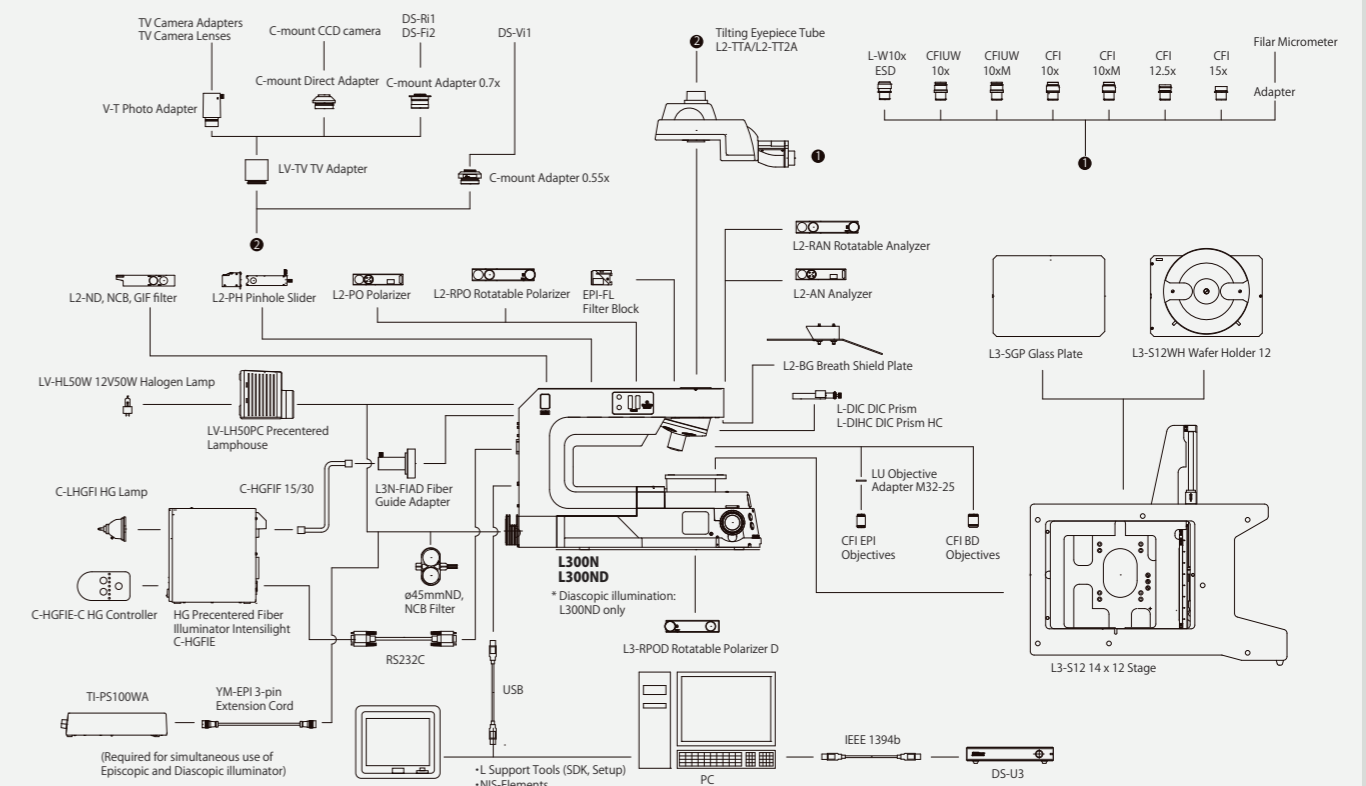 TV Camera Adapters
TV Camera Lenses
C-mount CCD camera
DS-Ri1
DS-Fi2
DS-Vi1
C-mount Direct Adapter
C-mount Adapter 0.7x
V-T Photo Adapter
LV-TV TV Adapter
C-mount Adapter 0.55x
2
2
Tilting Eyepiece Tube
L2-TTA/L2-TT2A
1
L-W10x
ESD
CFIUW
10x
CFIUW
10xM
CFI
10x
CFI
10xM
CFI
12.5x
CFI
15x
Filar Micrometer
Adapter
1
L2-RAN Rotatable Analyzer
L2-AN Analyzer
L2-ND, NCB, GIF filter
L2-PH Pinhole Slider
L2-PO Polarizer
L2-RPO Rotatable Polarizer
EPI-FL
Filter Block
L2-BG Breath Shield Plate
L3-SGP Glass Plate
L3-S12WH Wafer Holder 12
LV-HL50W 12V50W Halogen Lamp
LV-LH50PC Precentered
Lamphouse
L-DIC DIC Prism
L-DIHC DIC Prism HC
C-LHGFI HG Lamp
C-HGFIF 15/30
L3N-FIAD Fiber
Guide Adapter
LU Objective
Adapter M32-25
CFI EPI
Objectives
CFI BD
Objectives
L300N
L300ND
* Diascopic illumination:
L300ND only
ø45mmND,
NCB Filter
C-HGFIE-C HG Controller
HG Precentered Fiber
Illuminator Intensilight
C-HGFIE
RS232C
L3-RPOD Rotatable Polarizer D
L3-S12 14 x 12 Stage
USB
TI-PS100WA
YM-EPI 3-pin
Extension Cord
(Required for simultaneous use of
Episcopic and Diascopic illuminator)
•L Support Tools (SDK, Setup)
•NIS-Elements
PC
IEEE 1394b
DS-U3